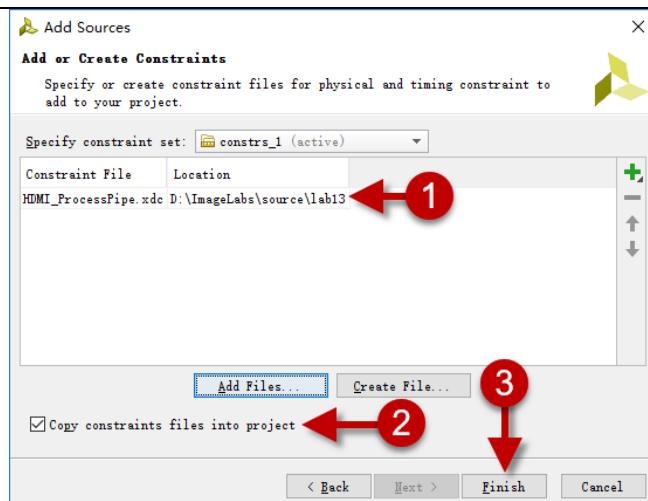 Add Sources
Add or Create Constraints
Specify or create constraint files for physical and timing constraint to
add to your project.
Specify constraint set: constrs_1 (active)
Constraint File Location
HDMI_ProcessPipe.xdc D:\ImageLabs\source\lab13
1
Add Files... Create File...
3
Copy constraints files into project
2
< Back Next > Finish Cancel